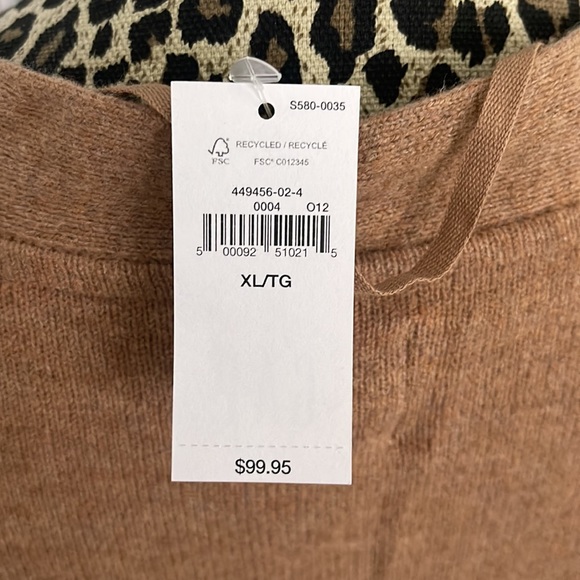 S580-0035
RECYCLED / RECYCLÉ
FSC
FSC® C012345
449456-02-4
0004 O12
5 00092 51021 5
XL/TG
$99.95